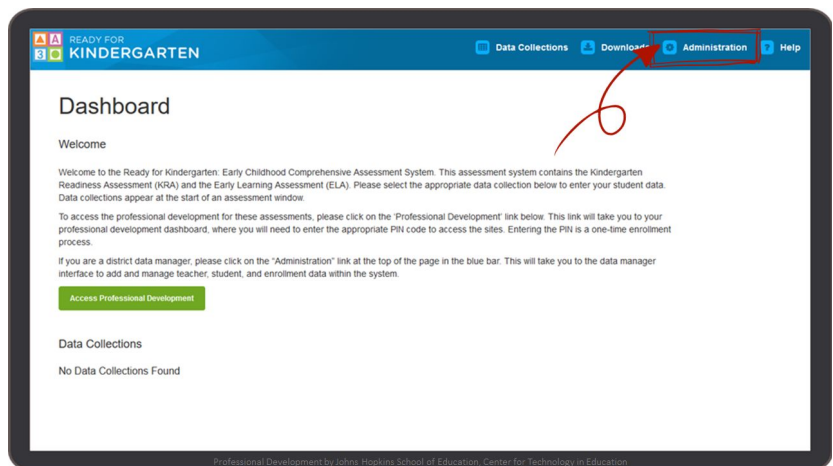 READY FOR
KINDERGARTEN
Data Collections
Downloads
Administration
? Help
Dashboard
Welcome
Welcome to the Ready for Kindergarten: Early Childhood Comprehensive Assessment System. This assessment system contains the Kindergarten
Readiness Assessment (KRA) and the Early Learning Assessment (ELA). Please select the appropriate data collection below to enter your student data.
Data collections appear at the start of an assessment window.
To access the professional development for these assessments, please click on the ‘Professional Development’ link below. This link will take you to your
professional development dashboard, where you will need to enter the appropriate PIN code to access the sites. Entering the PIN is a one-time enrollment
process.
If you are a district data manager, please click on the “Administration” link at the top of the page in the blue bar. This will take you to the data manager
interface to add and manage teacher, student, and enrollment data within the system.
Access Professional Development
Data Collections
No Data Collections Found
Professional Development by Johns Hopkins School of Education, Center for Technology in Education